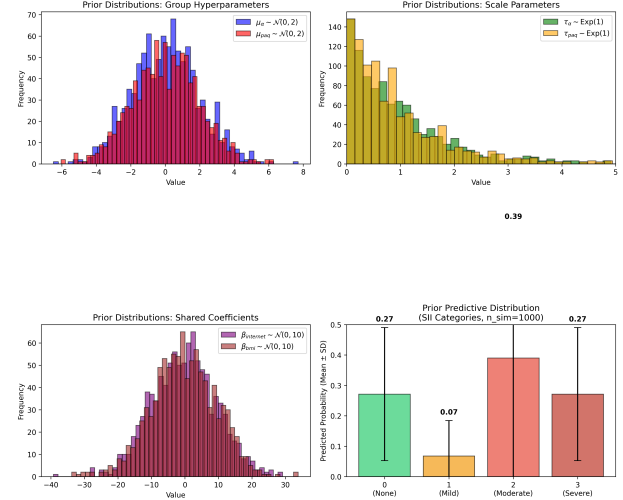 Prior Distributions: Group Hyperparameters
70
60
50
40
30
20
10
0
Frequency
−6 −4 −2 0 2 4 6 8
Value
μₐ ∼ 𝒩(0, 2)
μₚₐq ∼ 𝒩(0, 2)
Prior Distributions: Scale Parameters
140
120
100
80
60
40
20
0
Frequency
0 1 2 3 4 5
Value
τₐ ∼ Exp(1)
τₚₐq ∼ Exp(1)
0.39
Prior Distributions: Shared Coefficients
60
50
40
30
20
10
0
Frequency
−40 −30 −20 −10 0 10 20 30
Value
β_internet ∼ 𝒩(0, 10)
β_bmi ∼ 𝒩(0, 10)
Prior Predictive Distribution
(SII Categories, n_sim=1000)
0.5
0.4
0.3
0.2
0.1
0.0
Predicted Probability (Mean ± SD)
0.27
0.07
0.27
0 1 2 3
(None) (Mild) (Moderate) (Severe)